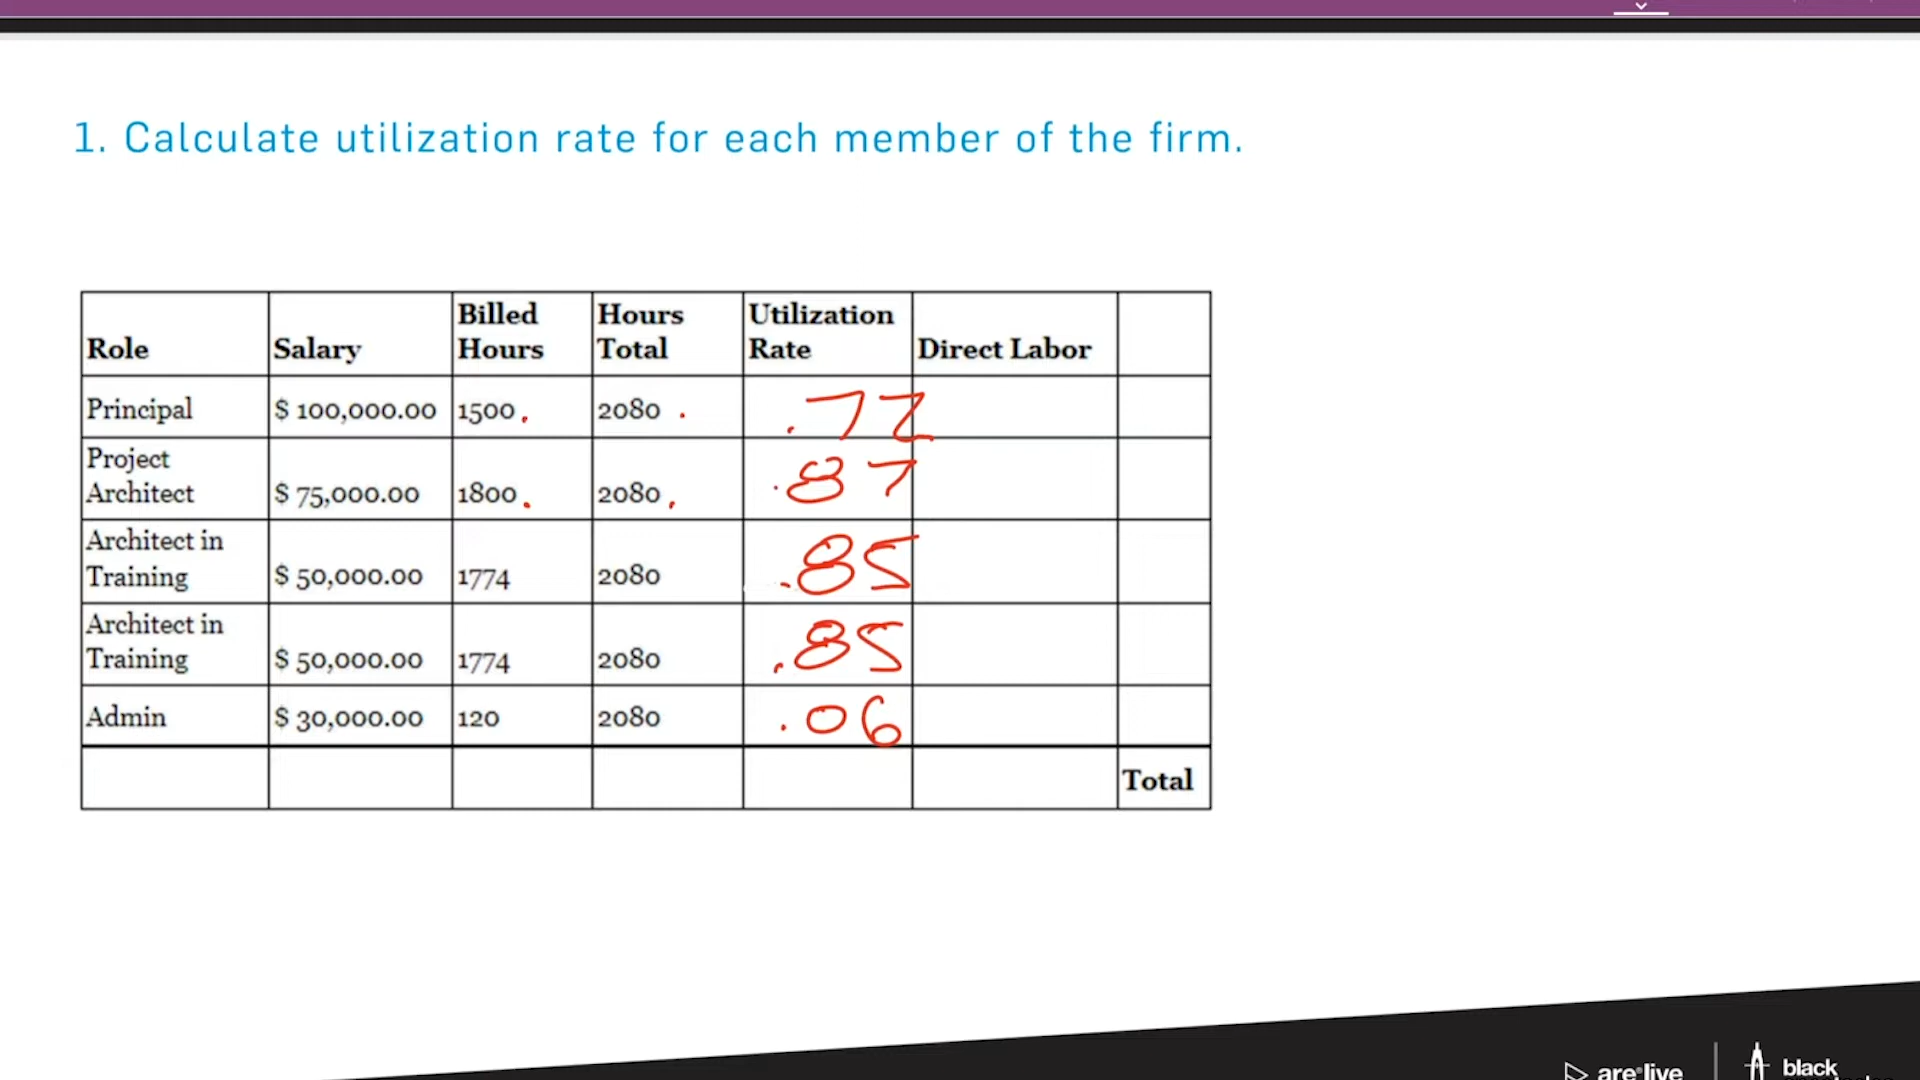 1. Calculate utilization rate for each member of the firm.
Role Salary Billed Hours Hours Total Utilization Rate Direct Labor
Principal $ 100,000.00 1500 2080 .72
Project Architect $ 75,000.00 1800 2080 .87
Architect in Training $ 50,000.00 1774 2080 .85
Architect in Training $ 50,000.00 1774 2080 .85
Admin $ 30,000.00 120 2080 .06
Total
are live black